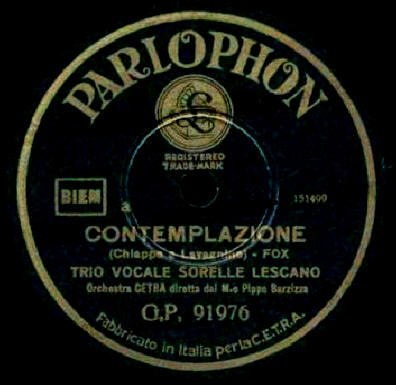 PARLOPHON
REGISTERED
TRADE-MARK
BIEM
a
151499
CONTEMPLAZIONE
(Chiappo e Lavagnino) - FOX
TRIO VOCALE SORELLE LESCANO
Orchestra CETRA diretta dal M.o Pippo Barzizza
G,P, 91976
Fabbricato in Italia per la C.E.T.R.A.